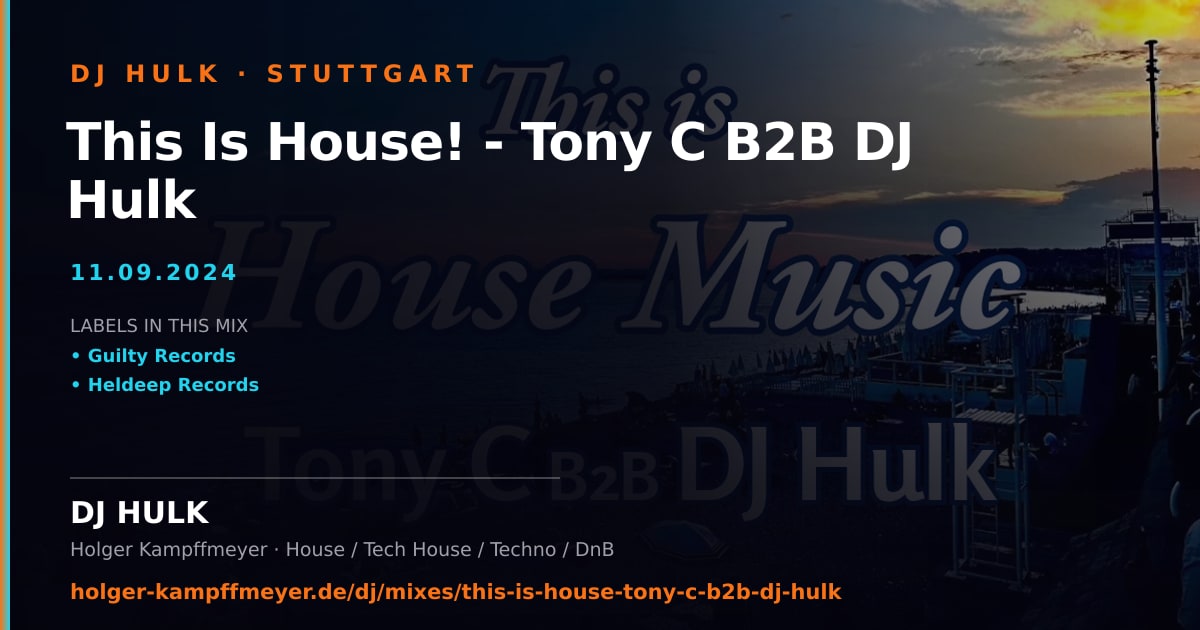 DJ HULK · STUTTGART
This is
This Is House! - Tony C B2B DJ
Hulk
House Music
11.09.2024
LABELS IN THIS MIX
• Guilty Records
• Heldeep Records
Tony C B2B DJ Hulk
DJ HULK
Holger Kampffmeyer · House / Tech House / Techno / DnB
holger-kampffmeyer.de/dj/mixes/this-is-house-tony-c-b2b-dj-hulk